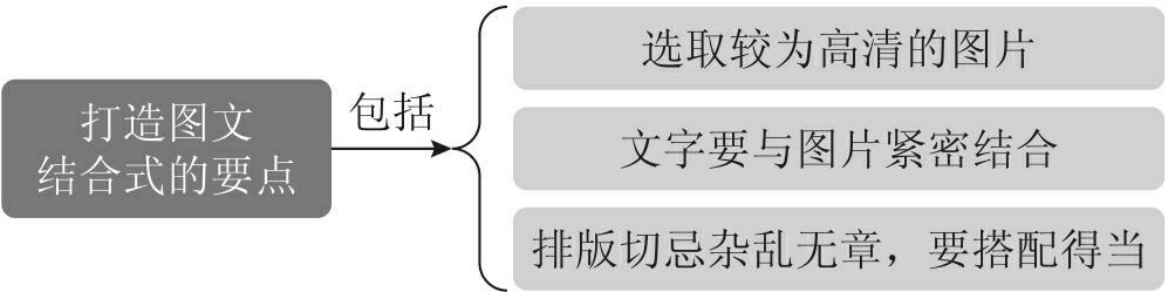 打造图文
结合式的要点
包括
选取较为高清的图片
文字要与图片紧密结合
排版切忌杂乱无章，要搭配得当